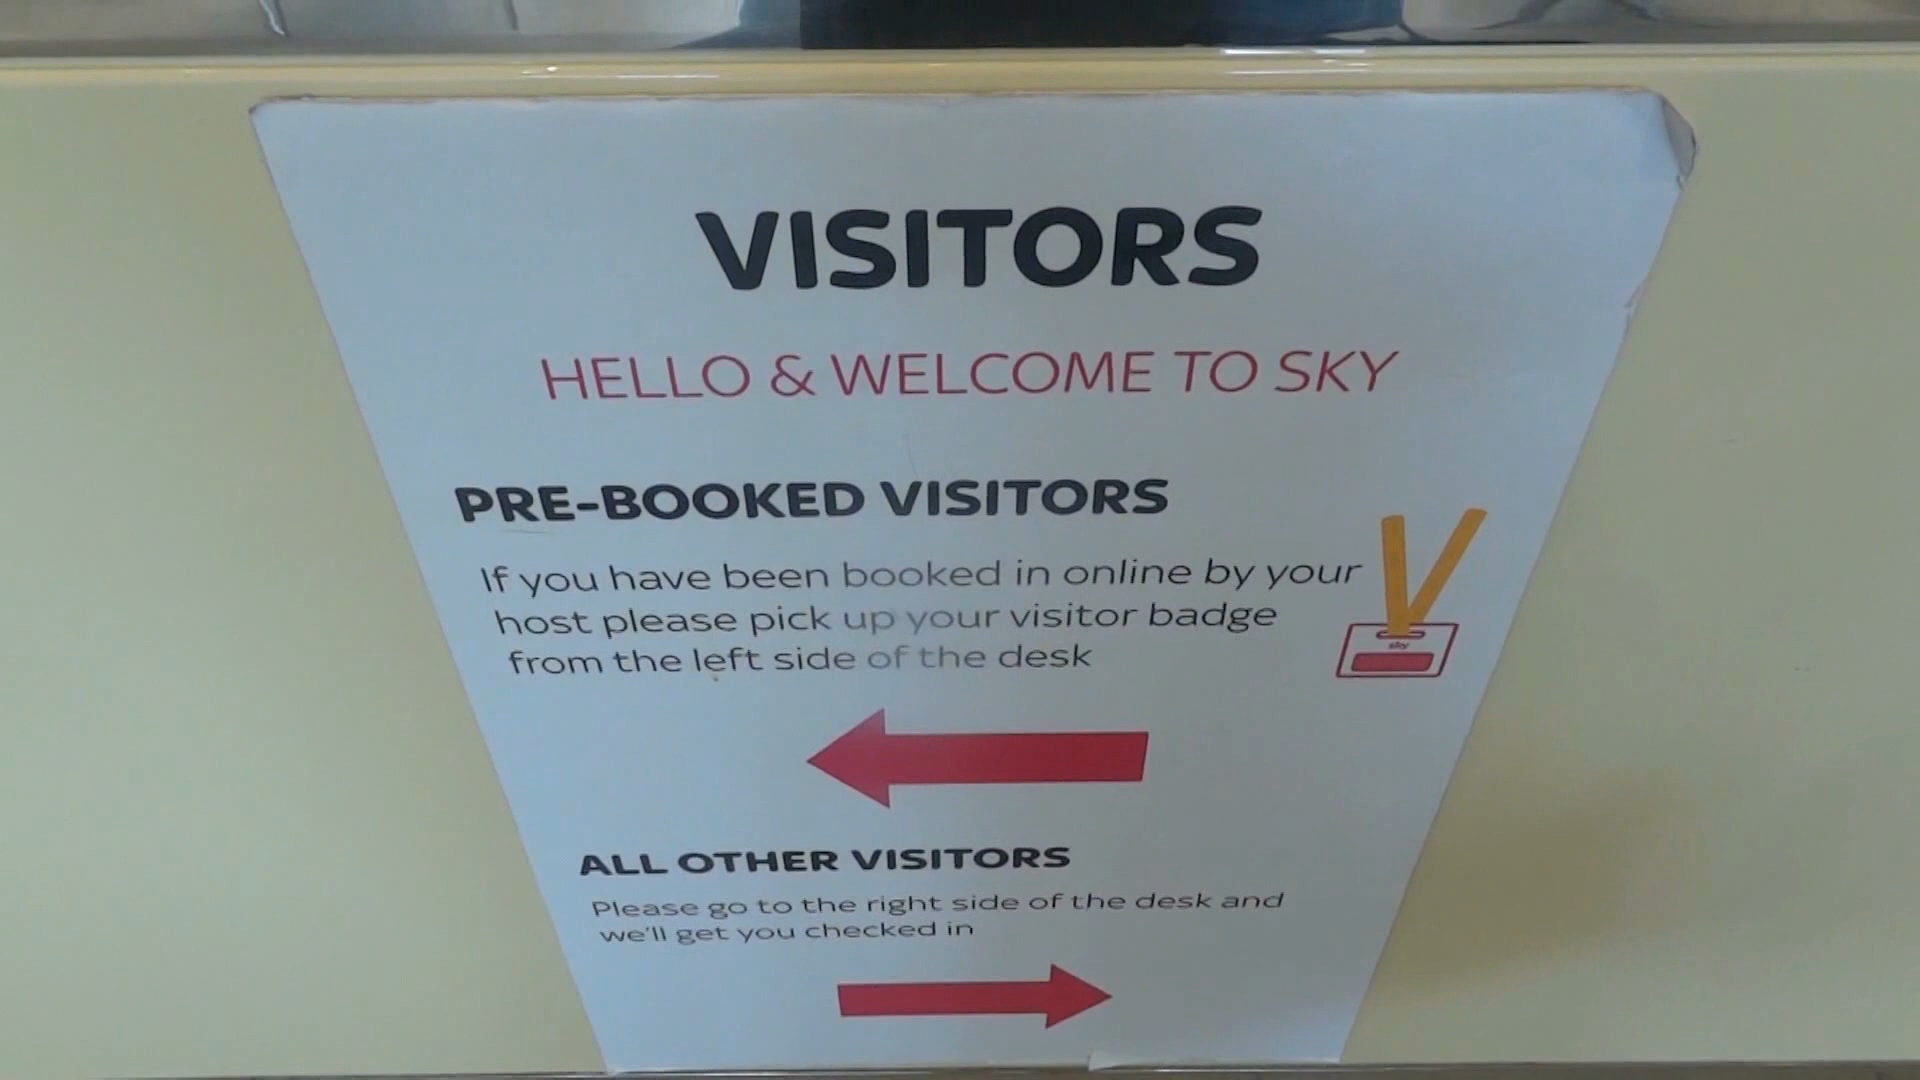 VISITORS
HELLO & WELCOME TO SKY
PRE-BOOKED VISITORS
If you have been booked in online by your
host please pick up your visitor badge
from the left side of the desk
sky
ALL OTHER VISITORS
Please go to the right side of the desk and
we'll get you checked in